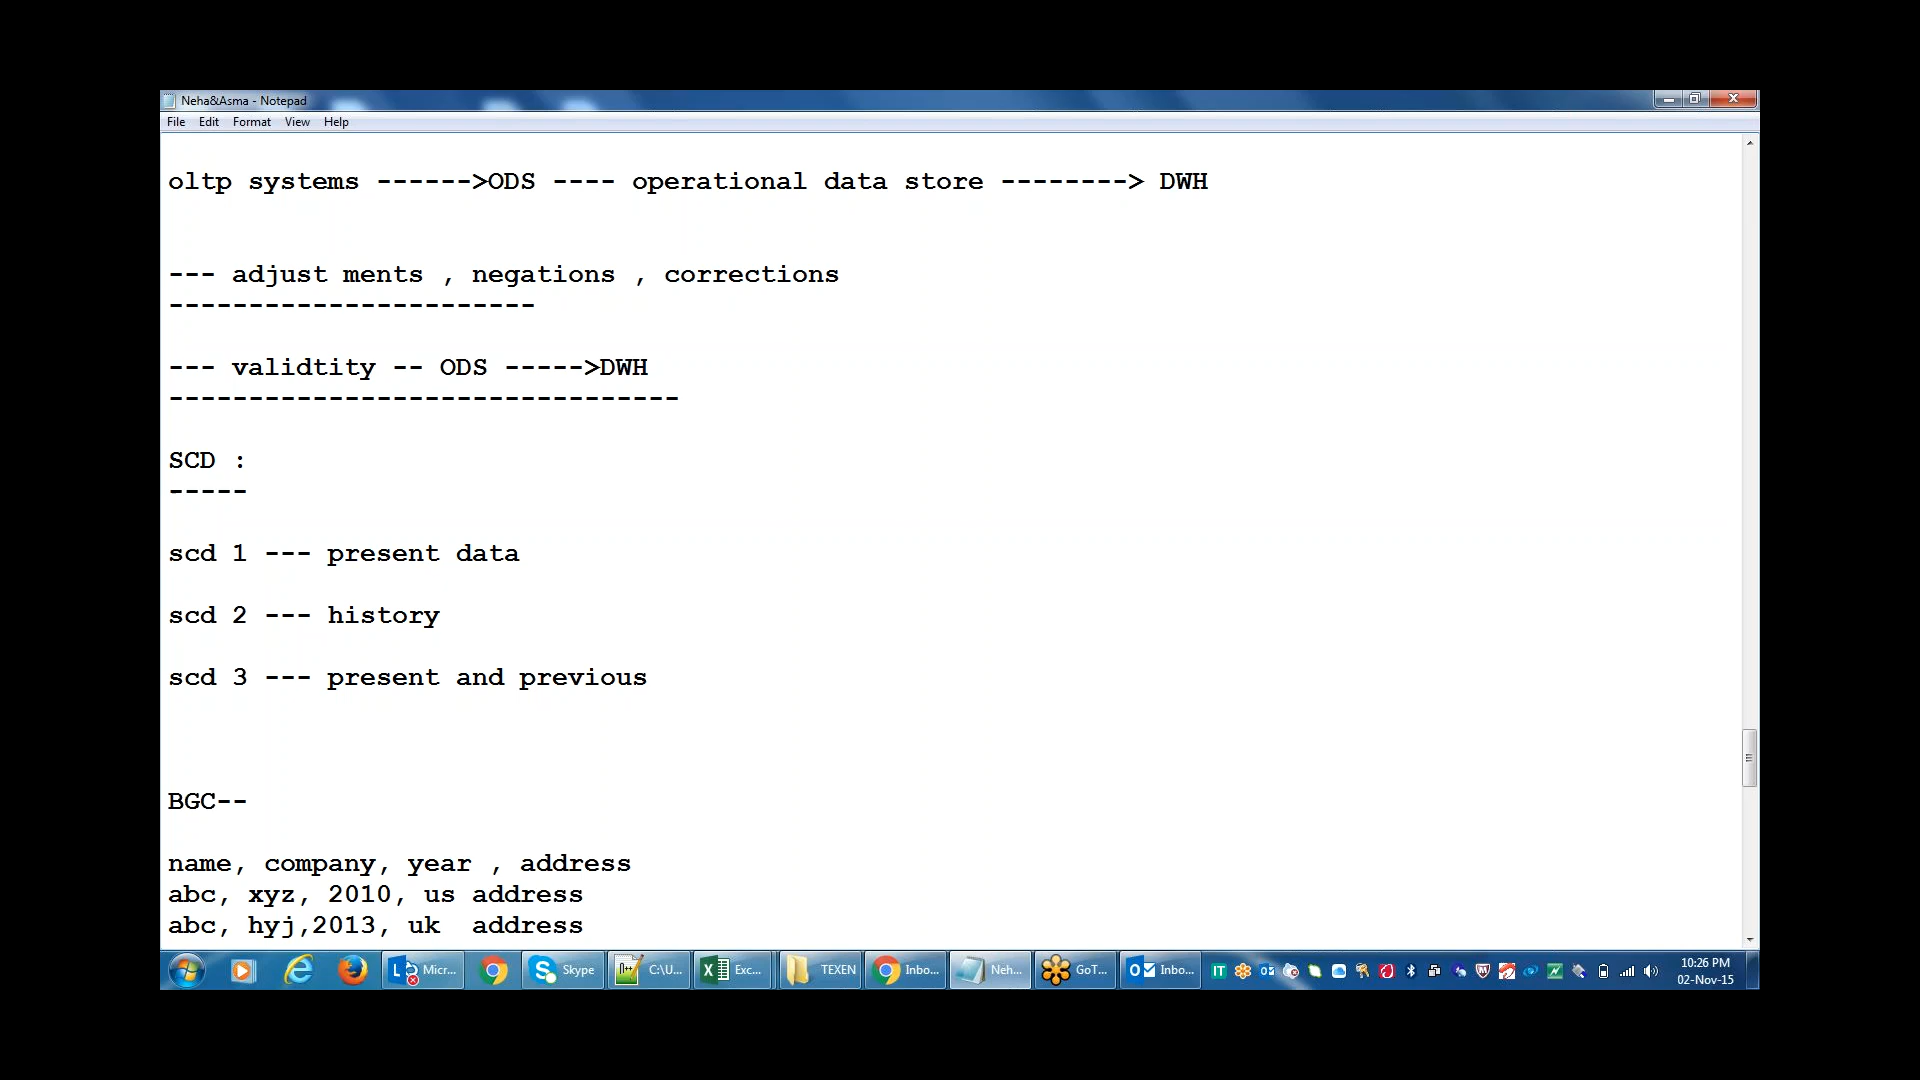 Neha&Asma - Notepad
File Edit Format View Help
oltp systems ------>ODS ---- operational data store --------> DWH
--- adjust ments , negations , corrections
-----------------------
--- validtity -- ODS ----->DWH
--------------------------------
SCD :
-----
scd 1 --- present data
scd 2 --- history
scd 3 --- present and previous
BGC--
name, company, year , address
abc, xyz, 2010, us address
abc, hyj,2013, uk  address
Micr... Skype C:\U... Exc... TEXEN Inbo... Neh... GoT... Inbo... 10:26 PM
02-Nov-15